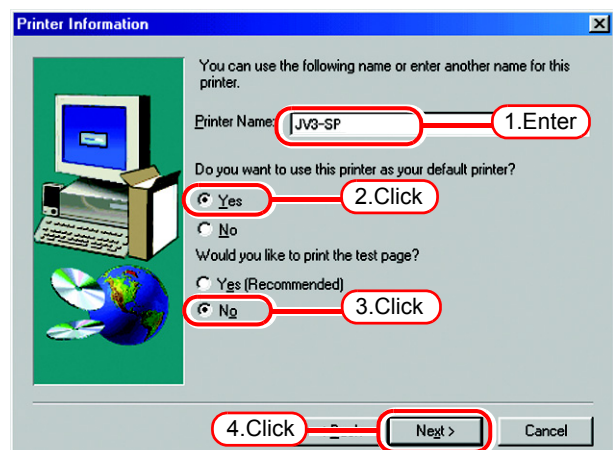 Printer Information
You can use the following name or enter another name for this
printer.
Printer Name: JV3-SP 1.Enter
Do you want to use this printer as your default printer?
Yes 2.Click
No
Would you like to print the test page?
Yes (Recommended)
No 3.Click
4.Click Next > Cancel